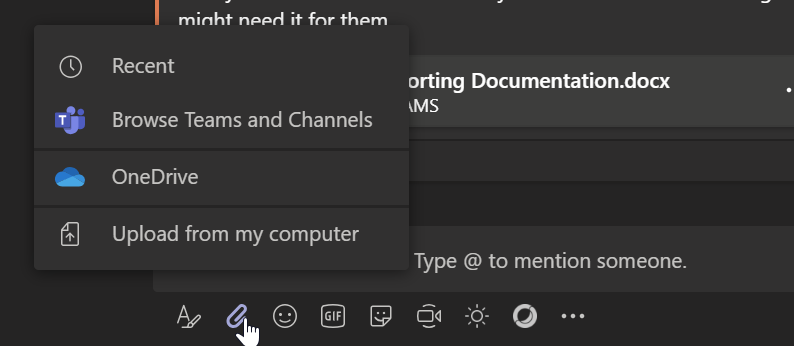 might need it for them
Recent
orting Documentation.docx
AMS
Browse Teams and Channels
OneDrive
Upload from my computer
Type @ to mention someone.
GIF